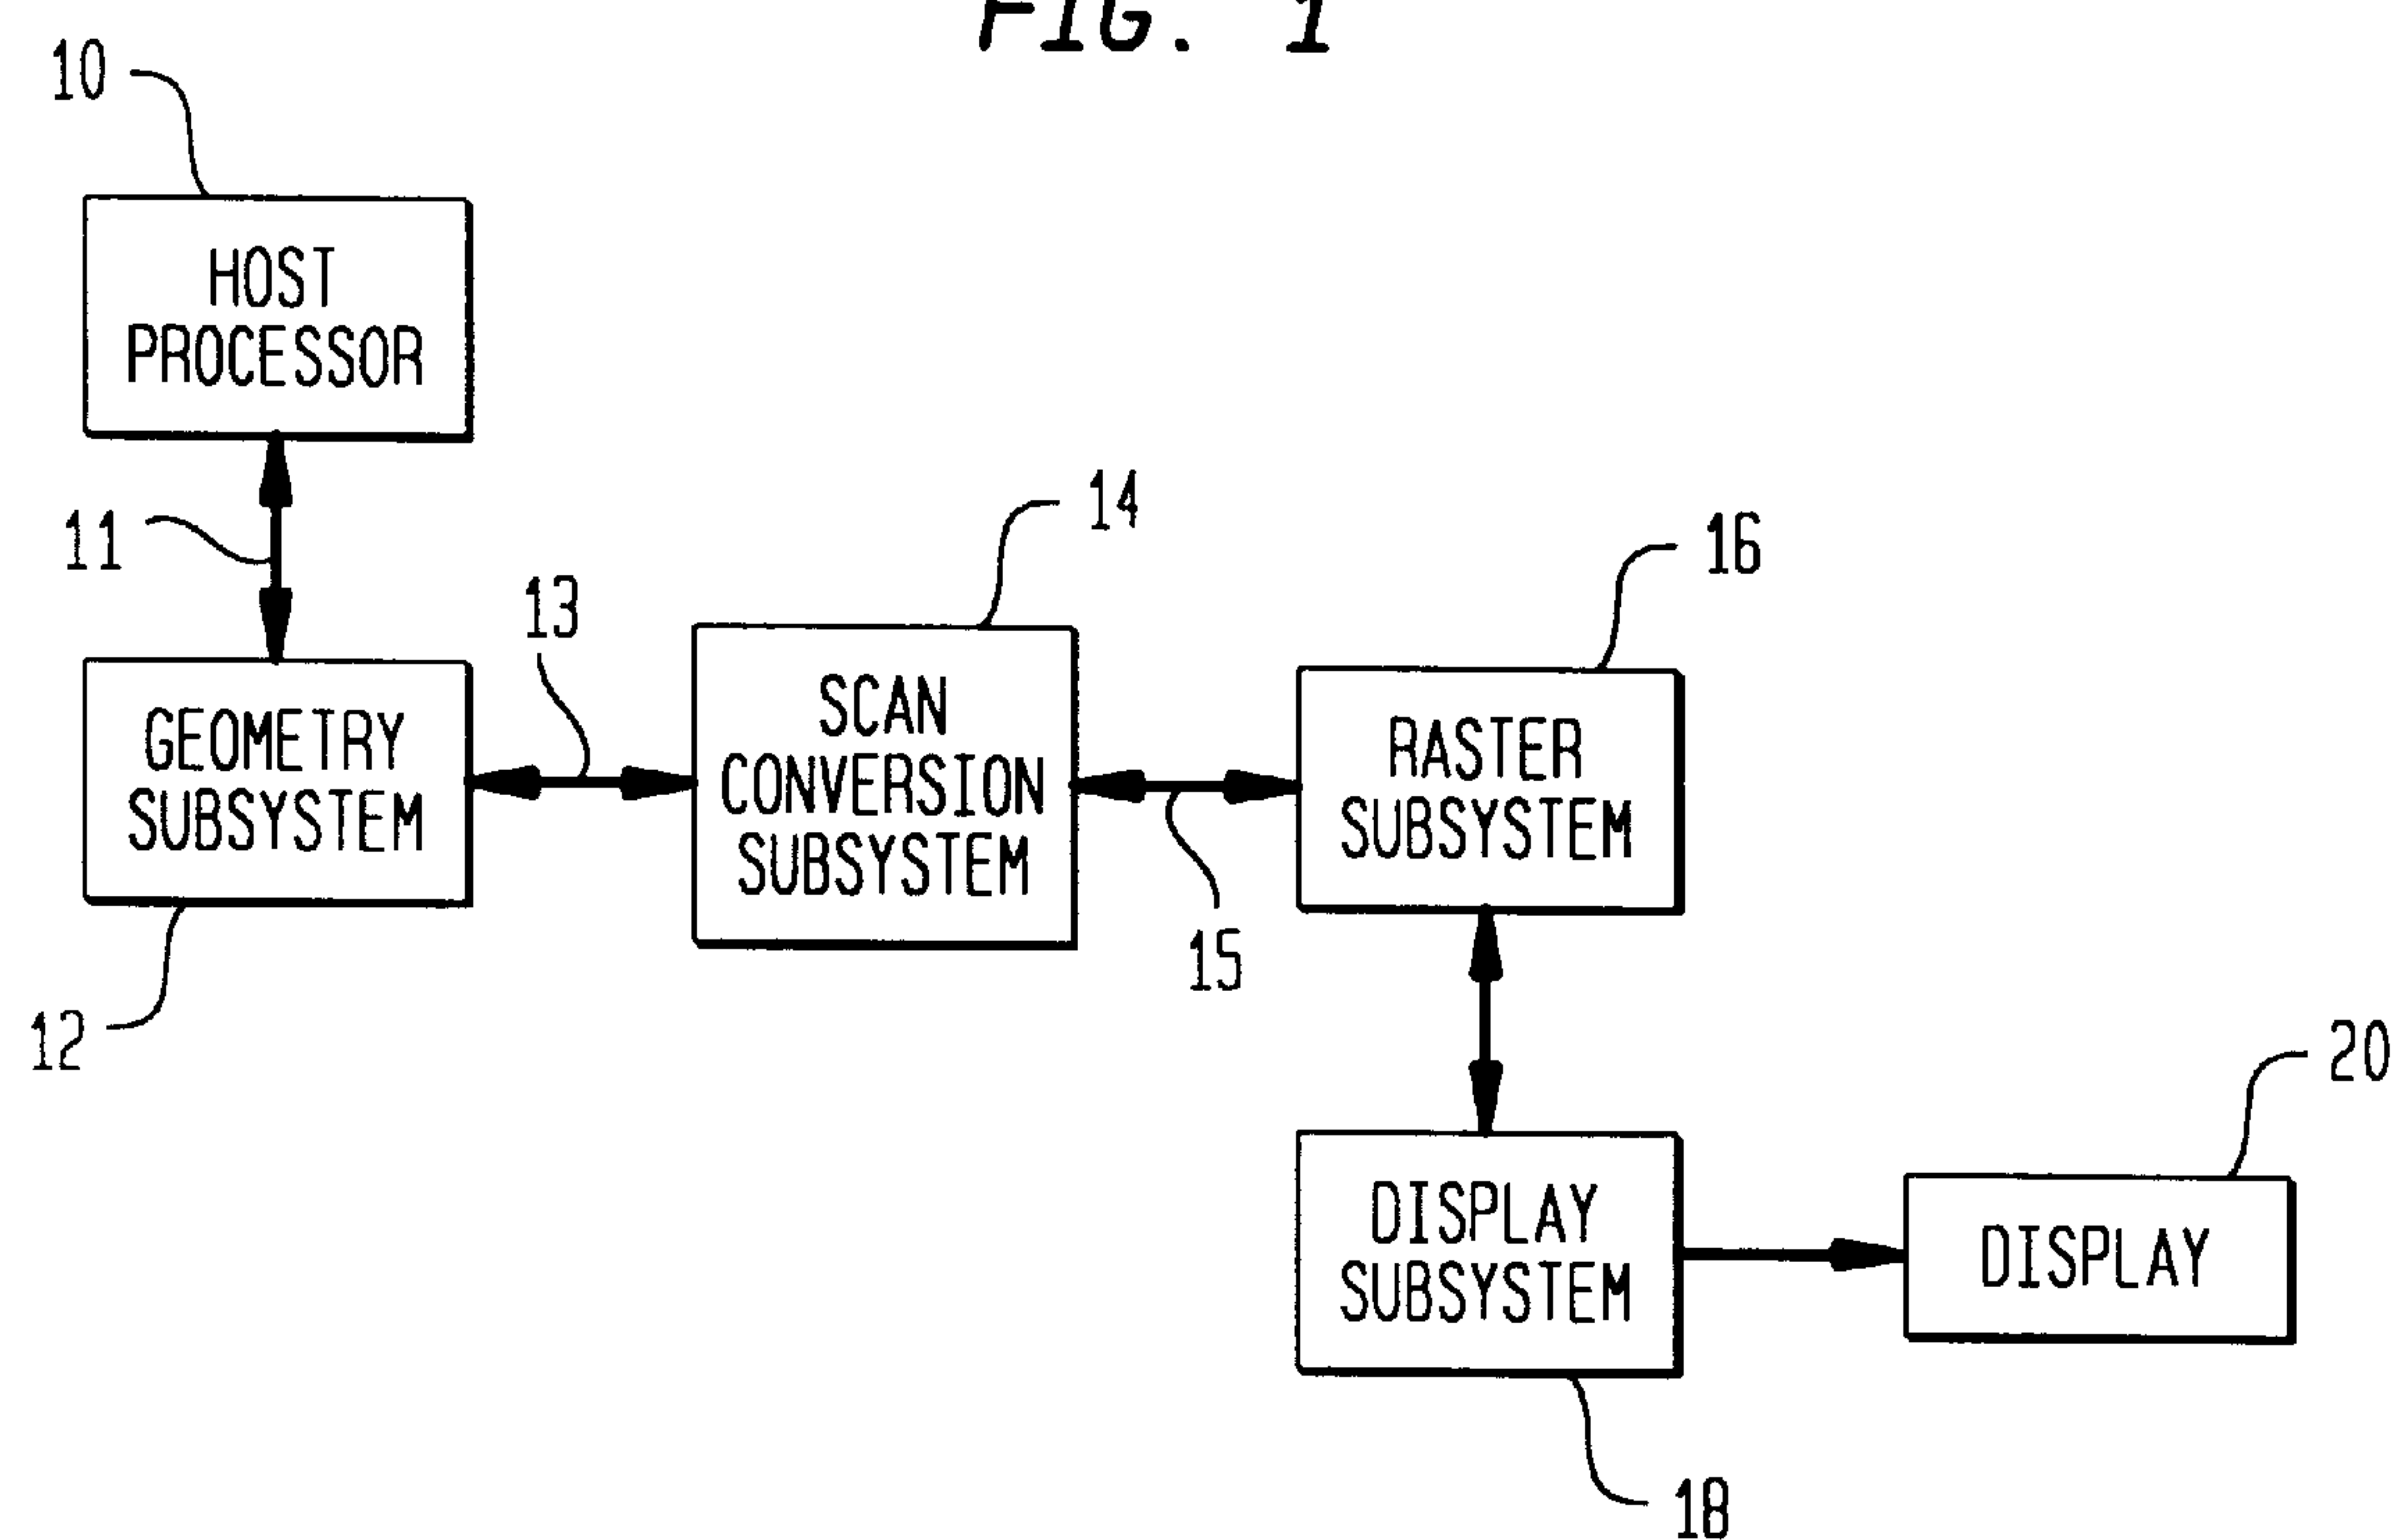 FIG. 1
10
HOST
PROCESSOR
11
13
14
16
GEOMETRY
SUBSYSTEM
SCAN
CONVERSION
SUBSYSTEM
RASTER
SUBSYSTEM
12
15
20
DISPLAY
SUBSYSTEM
DISPLAY
18